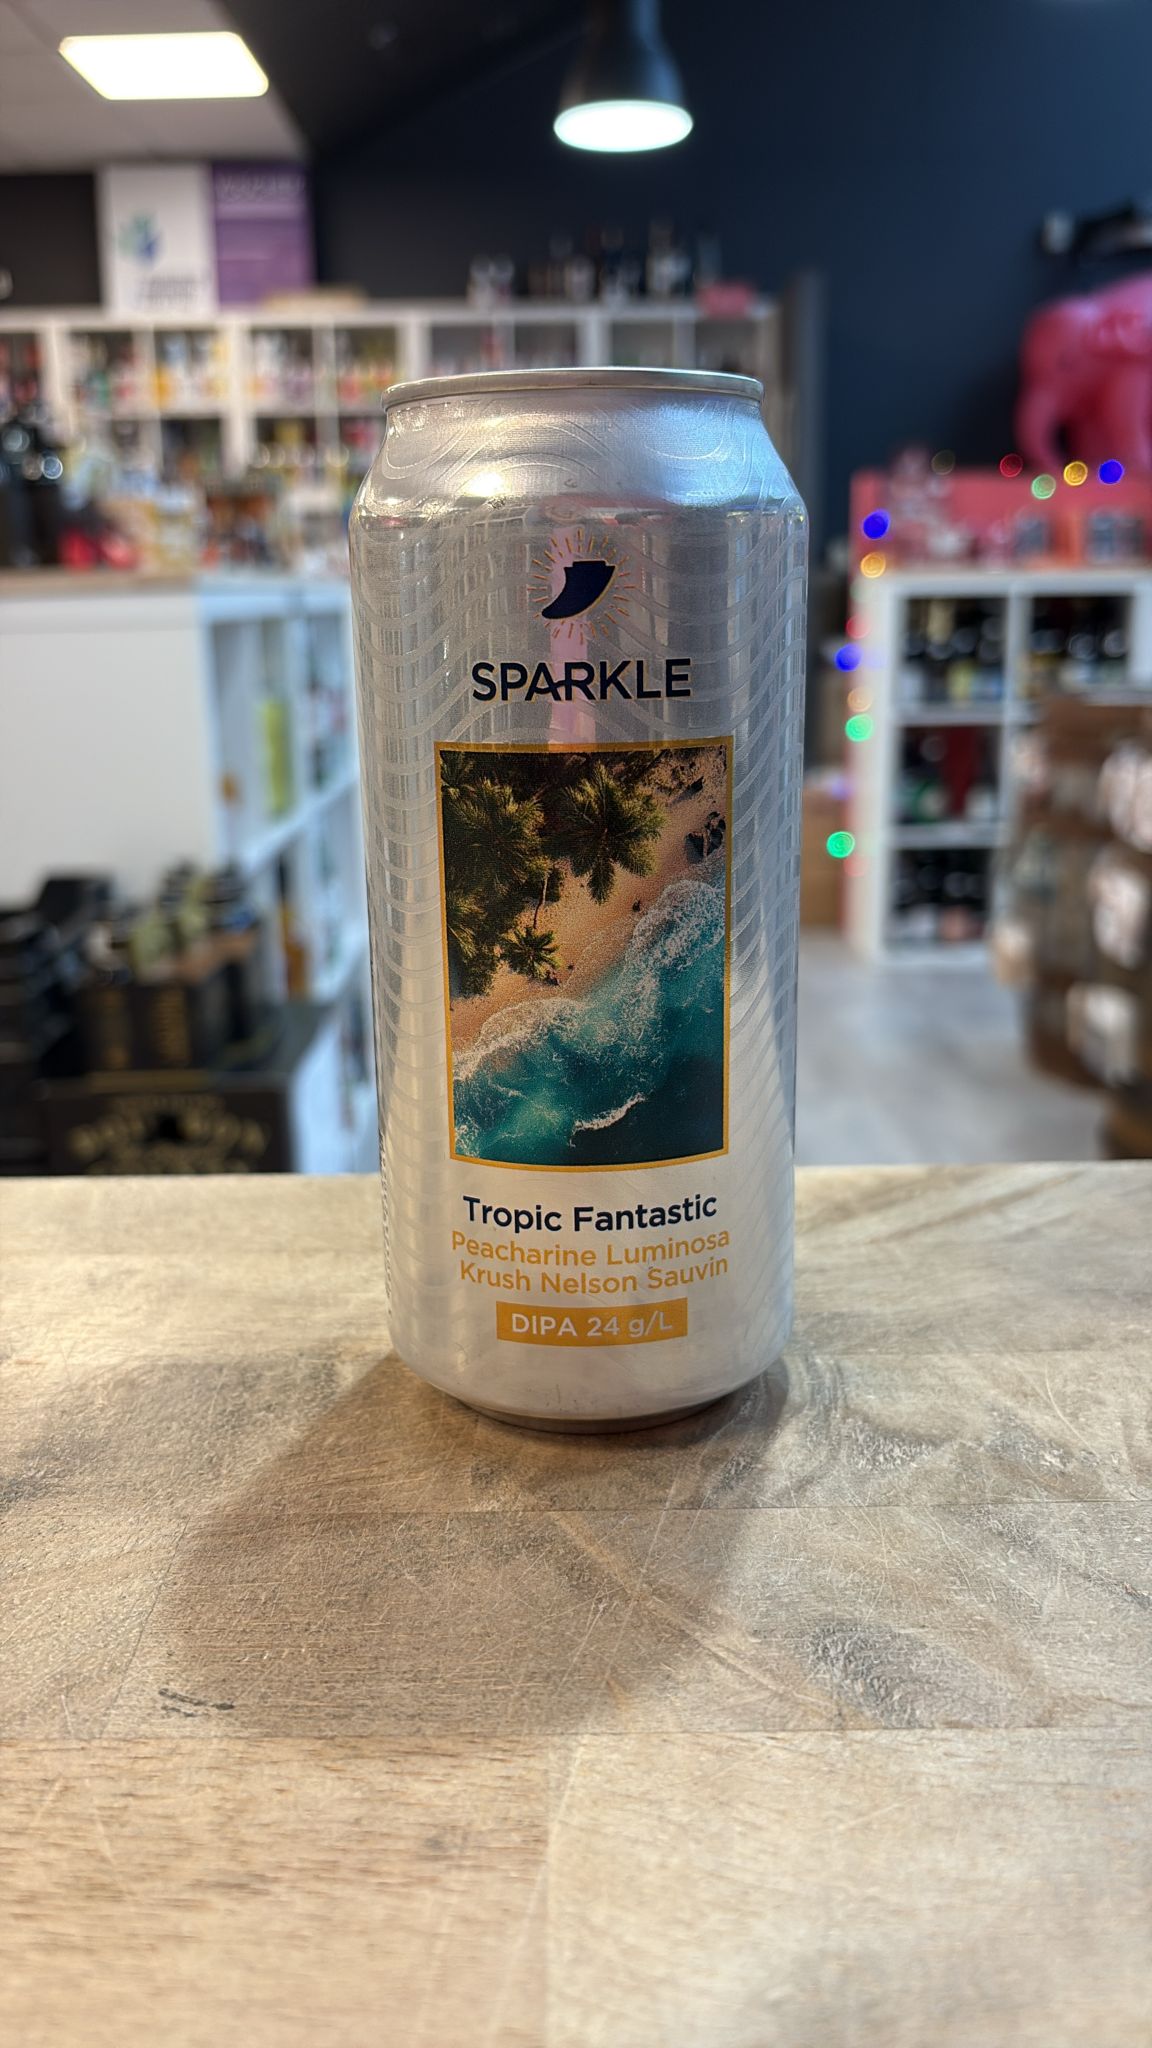 SPARKLE
Tropic Fantastic
Peacharine Luminosa
Krush Nelson Sauvin
DIPA 24 g/L